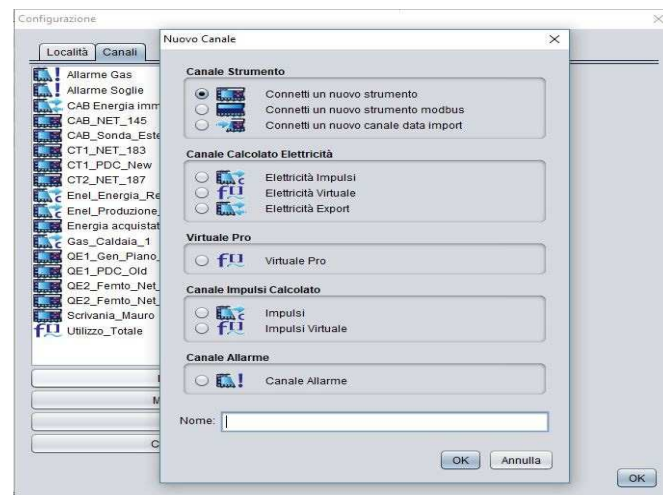 Configurazione
Località Canali
Allarme Gas
Allarme Soglie
CAB Energia imm
CAB_NET_145
CAB_Sonda_Este
CT1_NET_183
CT1_PDC_New
CT2_NET_187
Enel_Energia_Re
Enel_Produzione_
Energia acquistat
Gas_Caldaia_1
QE1_Gen_Piano_
QE1_PDC_Old
QE2_Femto_Net_
QE2_Femto_Net_
Scrivania_Mauro
Utilizzo_Totale
M
C
Nuovo Canale
Canale Strumento
Connetti un nuovo strumento
Connetti un nuovo strumento modbus
Connetti un nuovo canale data import
Canale Calcolato Elettricità
Elettricità Impulsi
Elettricità Virtuale
Elettricità Export
Virtuale Pro
Virtuale Pro
Canale Impulsi Calcolato
Impulsi
Impulsi Virtuale
Canale Allarme
Canale Allarme
Nome:
OK Annulla
OK